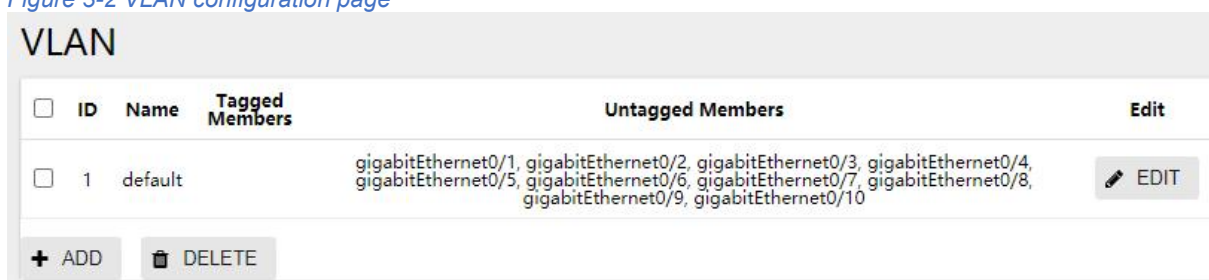 Figure 3-2 VLAN configuration page
VLAN
ID Name Tagged Members Untagged Members Edit
1 default gigabitEthernet0/1, gigabitEthernet0/2, gigabitEthernet0/3, gigabitEthernet0/4,
gigabitEthernet0/5, gigabitEthernet0/6, gigabitEthernet0/7, gigabitEthernet0/8,
gigabitEthernet0/9, gigabitEthernet0/10
EDIT
ADD DELETE